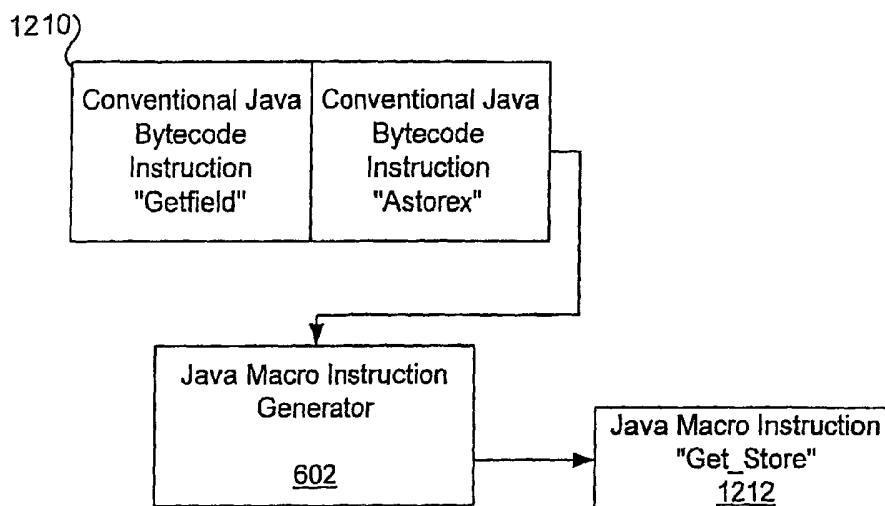 1210
Conventional Java
Bytecode
Instruction
"Getfield"
Conventional Java
Bytecode
Instruction
"Astorex"
Java Macro Instruction
Generator
602
Java Macro Instruction
"Get_Store"
1212